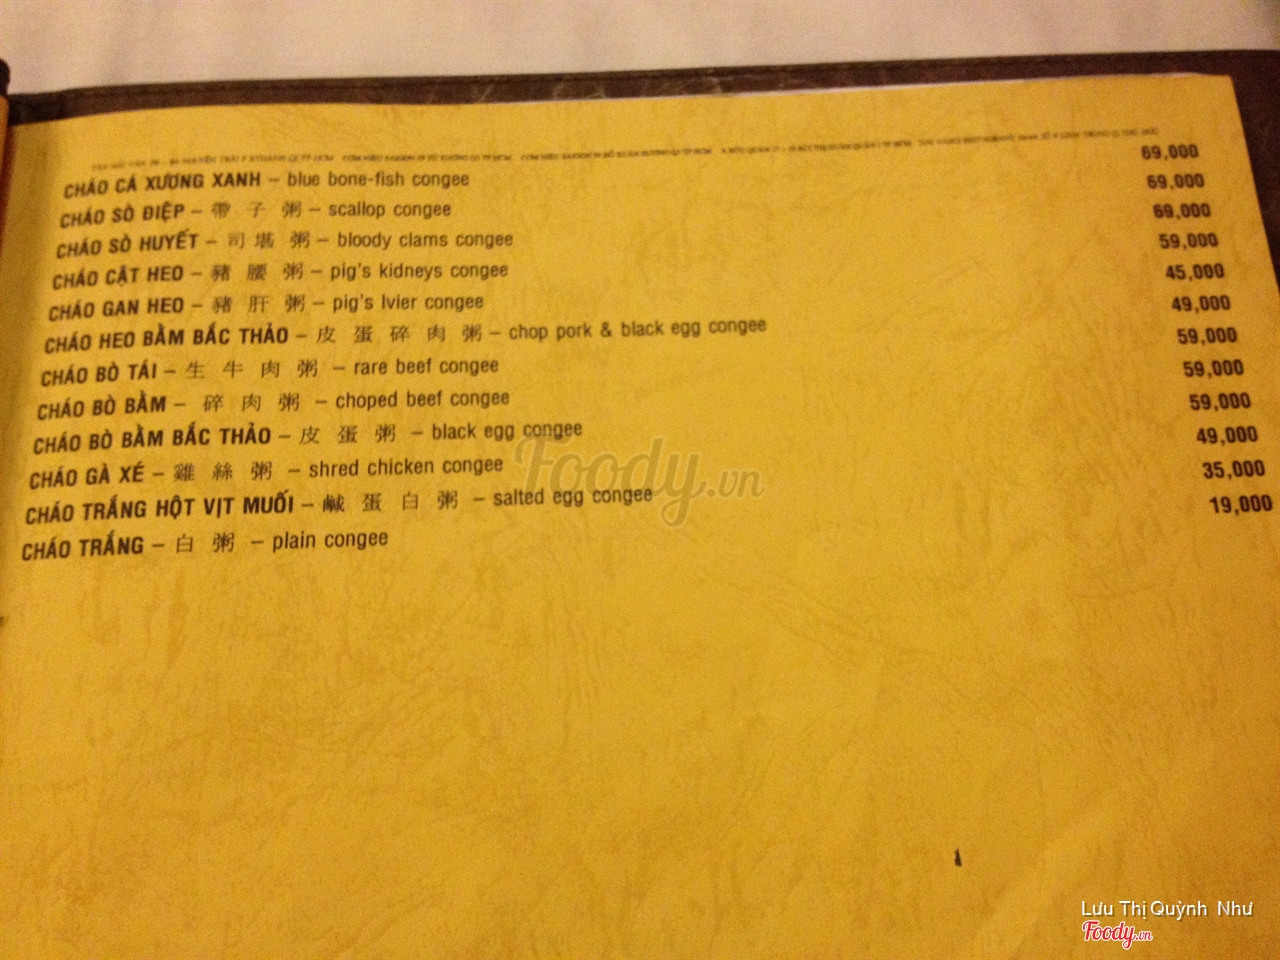 CHÁO CÁ XƯƠNG XANH – blue bone-fish congee 69,000
CHÁO SÒ ĐIỆP – 帶 子 粥 – scallop congee 69,000
CHÁO SÒ HUYẾT – 司 堪 粥 – bloody clams congee 69,000
CHÁO CẬT HEO – 豬 腰 粥 – pig's kidneys congee 59,000
CHÁO GAN HEO – 豬 肝 粥 – pig's lvier congee 45,000
CHÁO HEO BẰM BẮC THẢO – 皮 蛋 碎 肉 粥 – chop pork & black egg congee 49,000
CHÁO BÒ TÁI – 生 牛 肉 粥 – rare beef congee 59,000
CHÁO BÒ BẰM – 碎 肉 粥 – choped beef congee 59,000
CHÁO BÒ BẰM BẮC THẢO – 皮 蛋 粥 – black egg congee 59,000
CHÁO GÀ XÉ – 雞 絲 粥 – shred chicken congee 49,000
CHÁO TRẮNG HỘT VỊT MUỐI – 鹹 蛋 白 粥 – salted egg congee 35,000
CHÁO TRẮNG – 白 粥 – plain congee 19,000
Foody.vn
Lưu Thị Quỳnh Như
Foody.vn